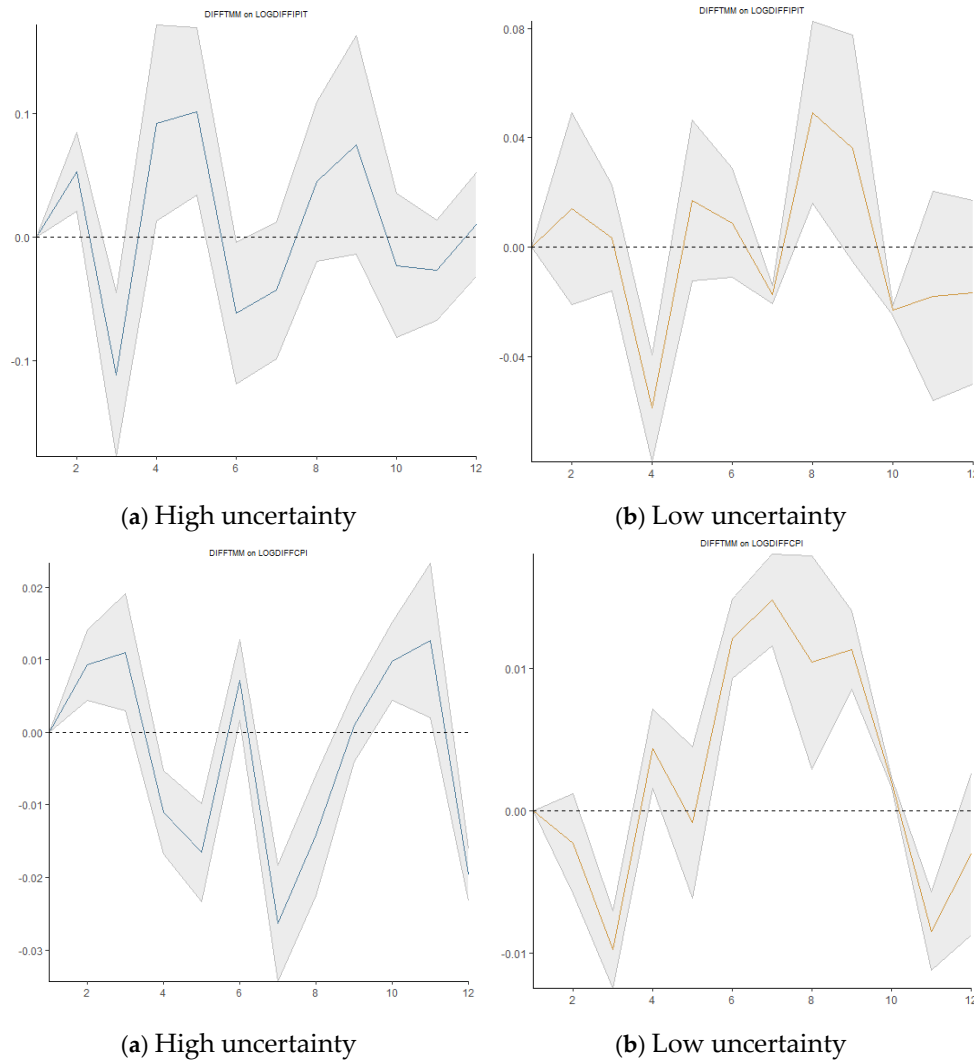 DIFFTMM on LOGDIFFIPIT
0.1
0.0
-0.1
2 4 6 8 10 12
(a) High uncertainty
DIFFTMM on LOGDIFFIPIT
0.08
0.04
0.00
-0.04
2 4 6 8 10 12
(b) Low uncertainty
DIFFTMM on LOGDIFFCPI
0.02
0.01
0.00
-0.01
-0.02
-0.03
2 4 6 8 10 12
(a) High uncertainty
DIFFTMM on LOGDIFFCPI
0.01
0.00
-0.01
2 4 6 8 10 12
(b) Low uncertainty